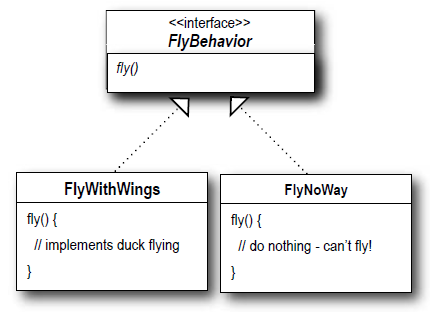 <<interface>>
FlyBehavior
fly()
FlyWithWings
fly() {
// implements duck flying
}
FlyNoWay
fly() {
// do nothing - can't fly!
}